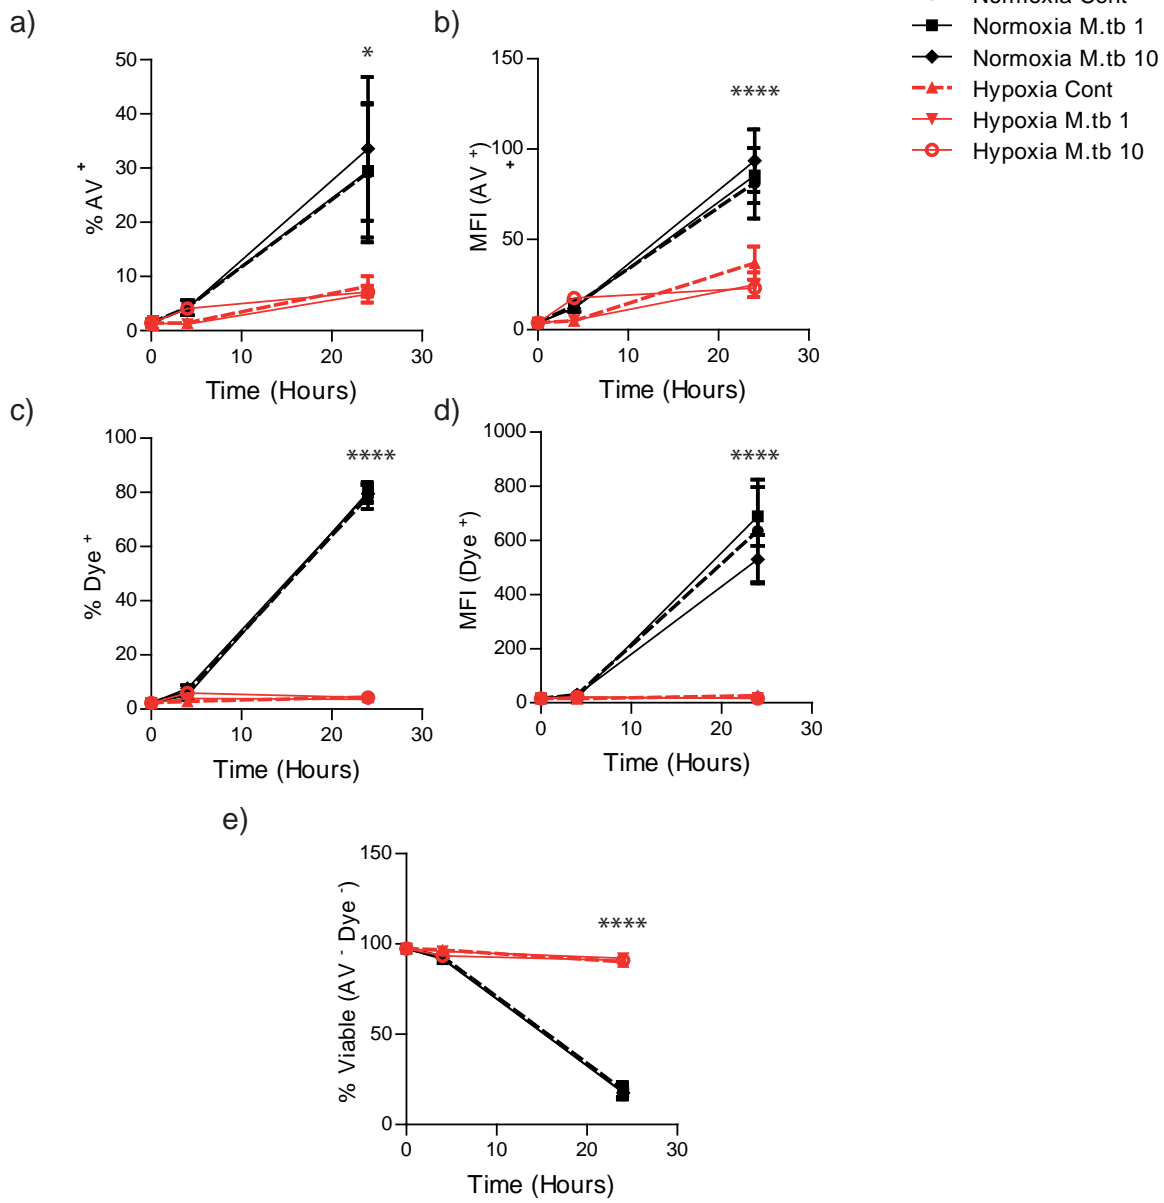 Normoxia Cont
Normoxia M.tb 1
Normoxia M.tb 10
Hypoxia Cont
Hypoxia M.tb 1
Hypoxia M.tb 10
a)
*
50
40
30
20
10
0
% AV +
0 10 20 30
Time (Hours)
b)
****
150
100
50
0
MFI (AV +)
+
0 10 20 30
Time (Hours)
c)
****
100
80
60
40
20
0
% Dye +
0 10 20 30
Time (Hours)
d)
****
1000
800
600
400
200
0
MFI (Dye +)
0 10 20 30
Time (Hours)
e)
****
150
100
50
0
% Viable (AV - Dye -)
0 10 20 30
Time (Hours)